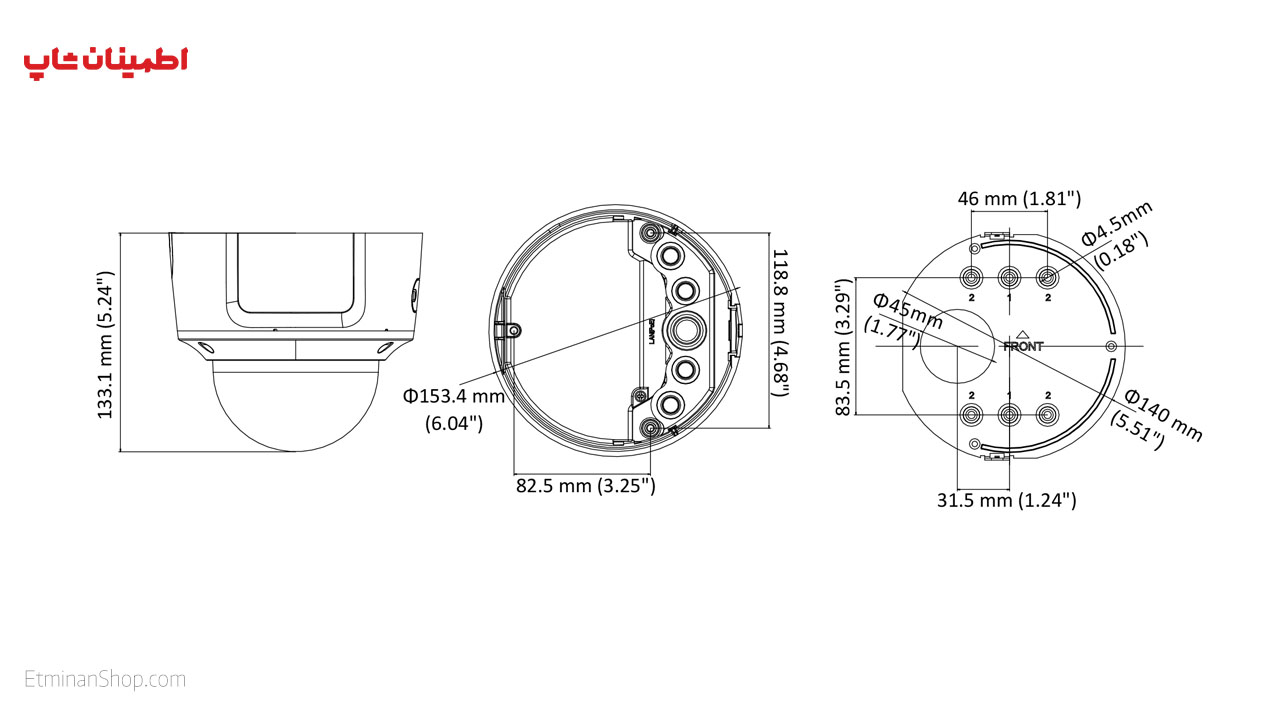 اطمینان شاپ
133.1 mm (5.24")
Φ153.4 mm
(6.04")
82.5 mm (3.25")
118.8 mm (4.68")
46 mm (1.81")
Φ4.5mm
(0.18")
83.5 mm (3.29")
Φ45mm
(1.77")
2
1
2
FRONT
2
1
2
Φ140 mm
(5.51")
31.5 mm (1.24")
EtminanShop.com